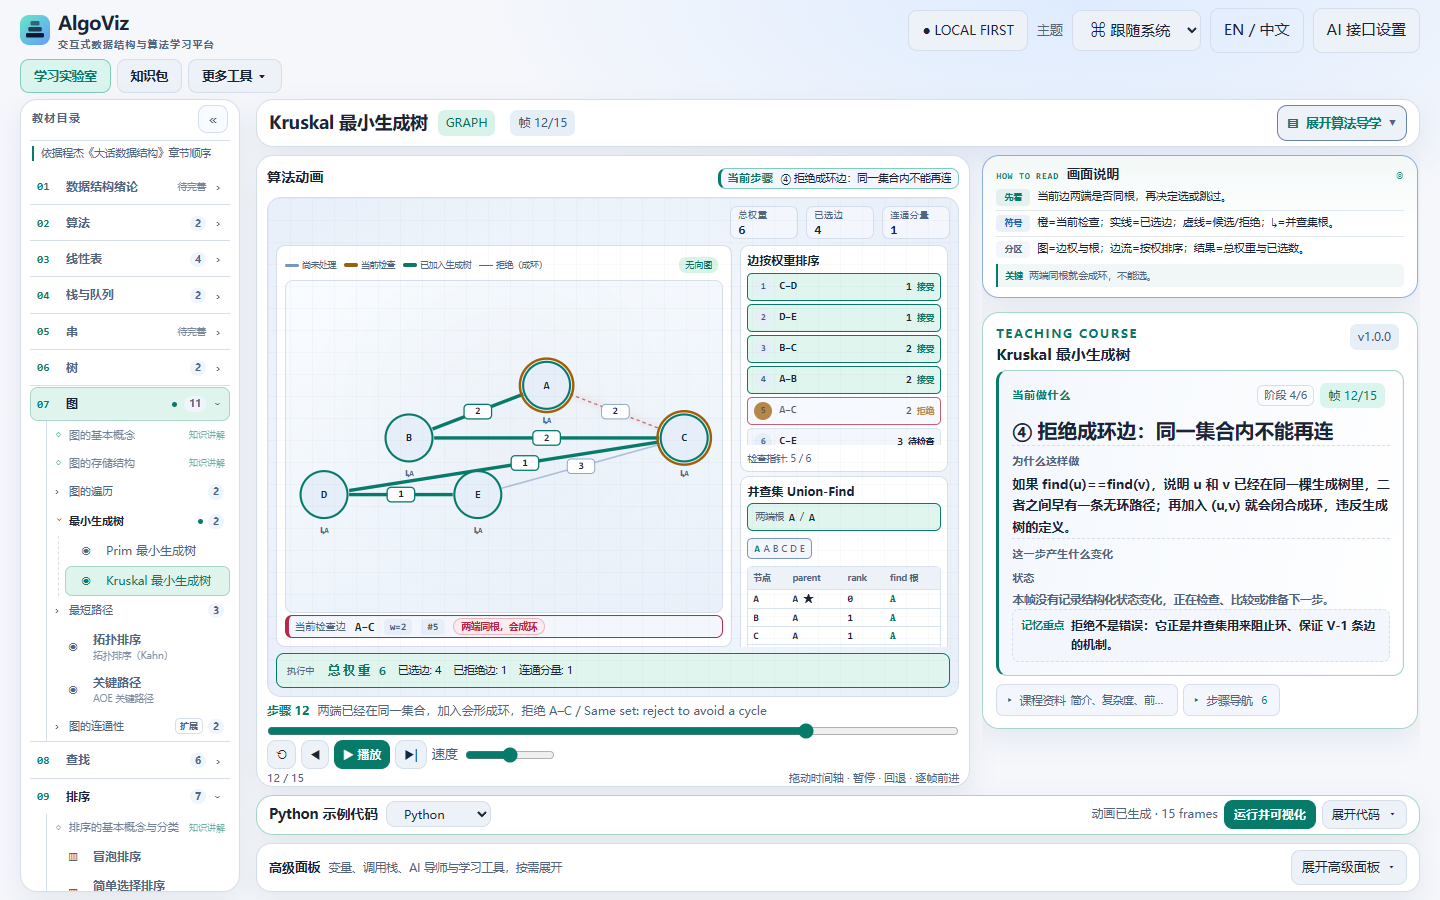 AlgoViz
交互式数据结构与算法学习平台
● LOCAL FIRST
主题
⌘ 跟随系统
EN / 中文
AI 接口设置
学习实验室
知识包
更多工具
教材目录
«
依据程杰《大话数据结构》章节顺序
01 数据结构绪论 待完善
02 算法 2
03 线性表 4
04 栈与队列 2
05 串 待完善
06 树 2
07 图 11
图的基本概念 知识讲解
图的存储结构 知识讲解
图的遍历 2
最小生成树 2
Prim 最小生成树
Kruskal 最小生成树
最短路径 3
拓扑排序
拓扑排序（Kahn）
关键路径
AOE 关键路径
图的连通性 扩展 2
08 查找 6
09 排序 7
排序的基本概念与分类 知识讲解
冒泡排序
简单选择排序
Kruskal 最小生成树 GRAPH 帧 12/15
展开算法导学
算法动画
当前步骤 ④ 拒绝成环边：同一集合内不能再连
总权重 6
已选边 4
连通分量 1
尚未处理 当前检查 已加入生成树 拒绝（成环） 无向图
A
B
C
D
E
2
2
2
1
3
1
↳A
↳A
↳A
↳A
↳A
当前检查边 A–C w=2 #5 两端同根，会成环
边按权重排序
1 C–D 1 接受
2 D–E 1 接受
3 B–C 2 接受
4 A–B 2 接受
5 A–C 2 拒绝
6 C–E 3 待检查
检查指针: 5 / 6
并查集 Union-Find
两端根 A / A
A A B C D E
节点 parent rank find 根
A A ★ 0 A
B A 1 A
C A 1 A
执行中 总权重 6 已选边: 4 已拒绝边: 1 连通分量: 1
步骤 12 两端已经在同一集合，加入会形成环，拒绝 A–C / Same set: reject to avoid a cycle
▶ 播放
速度
12 / 15
拖动时间轴 · 暂停 · 回退 · 逐帧前进
HOW TO READ 画面说明
先看 当前边两端是否同根，再决定选或跳过。
符号 橙=当前检查；实线=已选边；虚线=候选/拒绝；↳=并查集根。
分区 图=边权与根；边流=按权排序；结果=总权重与已选数。
关键 两端同根就会成环，不能选。
TEACHING COURSE
Kruskal 最小生成树
v1.0.0
当前做什么 阶段 4/6 帧 12/15
④ 拒绝成环边：同一集合内不能再连
为什么这样做
如果 find(u)==find(v)，说明 u 和 v 已经在同一棵生成树里，二
者之间早有一条无环路径；再加入 (u,v) 就会闭合成环，违反生成
树的定义。
这一步产生什么变化
状态
本帧没有记录结构化状态变化，正在检查、比较或准备下一步。
记忆重点 拒绝不是错误：它正是并查集用来阻止环、保证 V-1 条边
的机制。
课程资料 简介、复杂度、前...
步骤导航 6
Python 示例代码 Python
动画已生成 · 15 frames
运行并可视化
展开代码
高级面板 变量、调用栈、AI 导师与学习工具，按需展开
展开高级面板